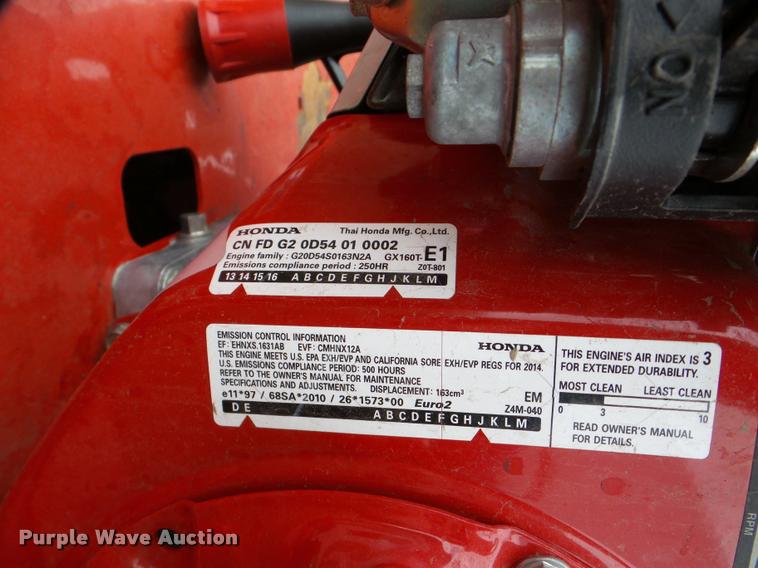 NO
HONDA Thai Honda Mfg. Co.,Ltd.
CN FD G2 0D54 01 0002
Engine family : G20D54S0163N2A GX160T- E1
Emissions compliance period : 250HR Z0T-801
13 14 15 16 A B C D E F G H J K L M
EMISSION CONTROL INFORMATION HONDA
EF: EHNXS.1631AB EVF: CMHNX12A
THIS ENGINE MEETS U.S. EPA EXH/EVP AND CALIFORNIA SORE EXH/EVP REGS FOR 2014.
U.S. EMISSIONS COMPLIANCE PERIOD: 500 HOURS
REFER TO THE OWNER'S MANUAL FOR MAINTENANCE
SPECIFICATIONS AND ADJUSTMENTS. DISPLACEMENT: 163cm³ EM
e11*97 / 68SA*2010 / 26*1573*00 Euro2 Z4M-040
D E A B C D E F G H J K L M
THIS ENGINE'S AIR INDEX IS 3
FOR EXTENDED DURABILITY.
MOST CLEAN LEAST CLEAN
0 3 10
READ OWNER'S MANUAL
FOR DETAILS.
RPM
Purple Wave Auction